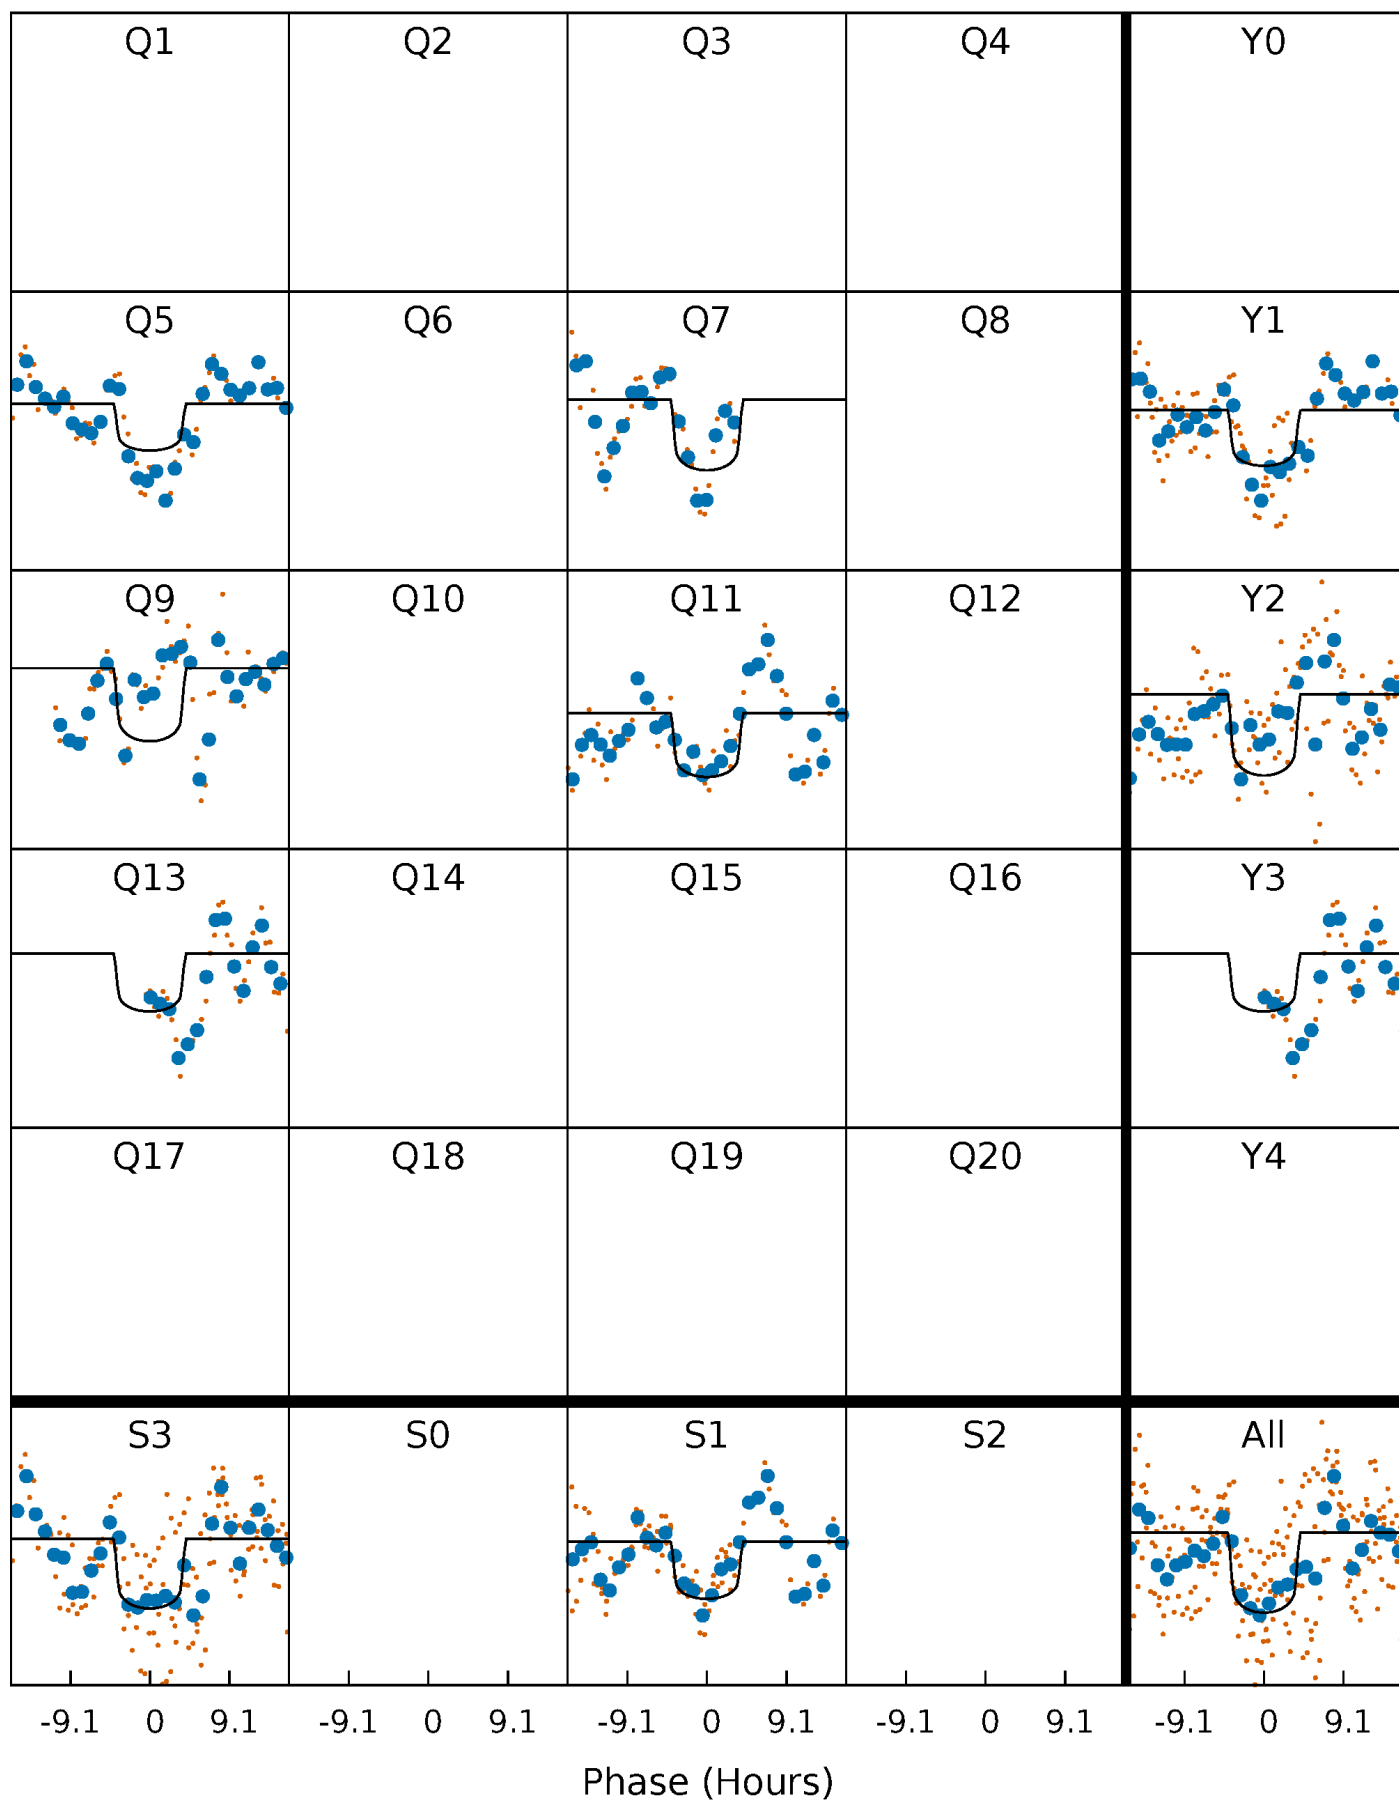 Q1 Q2 Q3 Q4 Y0
Q5 Q6 Q7 Q8 Y1
Q9 Q10 Q11 Q12 Y2
Q13 Q14 Q15 Q16 Y3
Q17 Q18 Q19 Q20 Y4
S3 S0 S1 S2 All
-9.1 0 9.1 -9.1 0 9.1 -9.1 0 9.1 -9.1 0 9.1 -9.1 0 9.1
Phase (Hours)